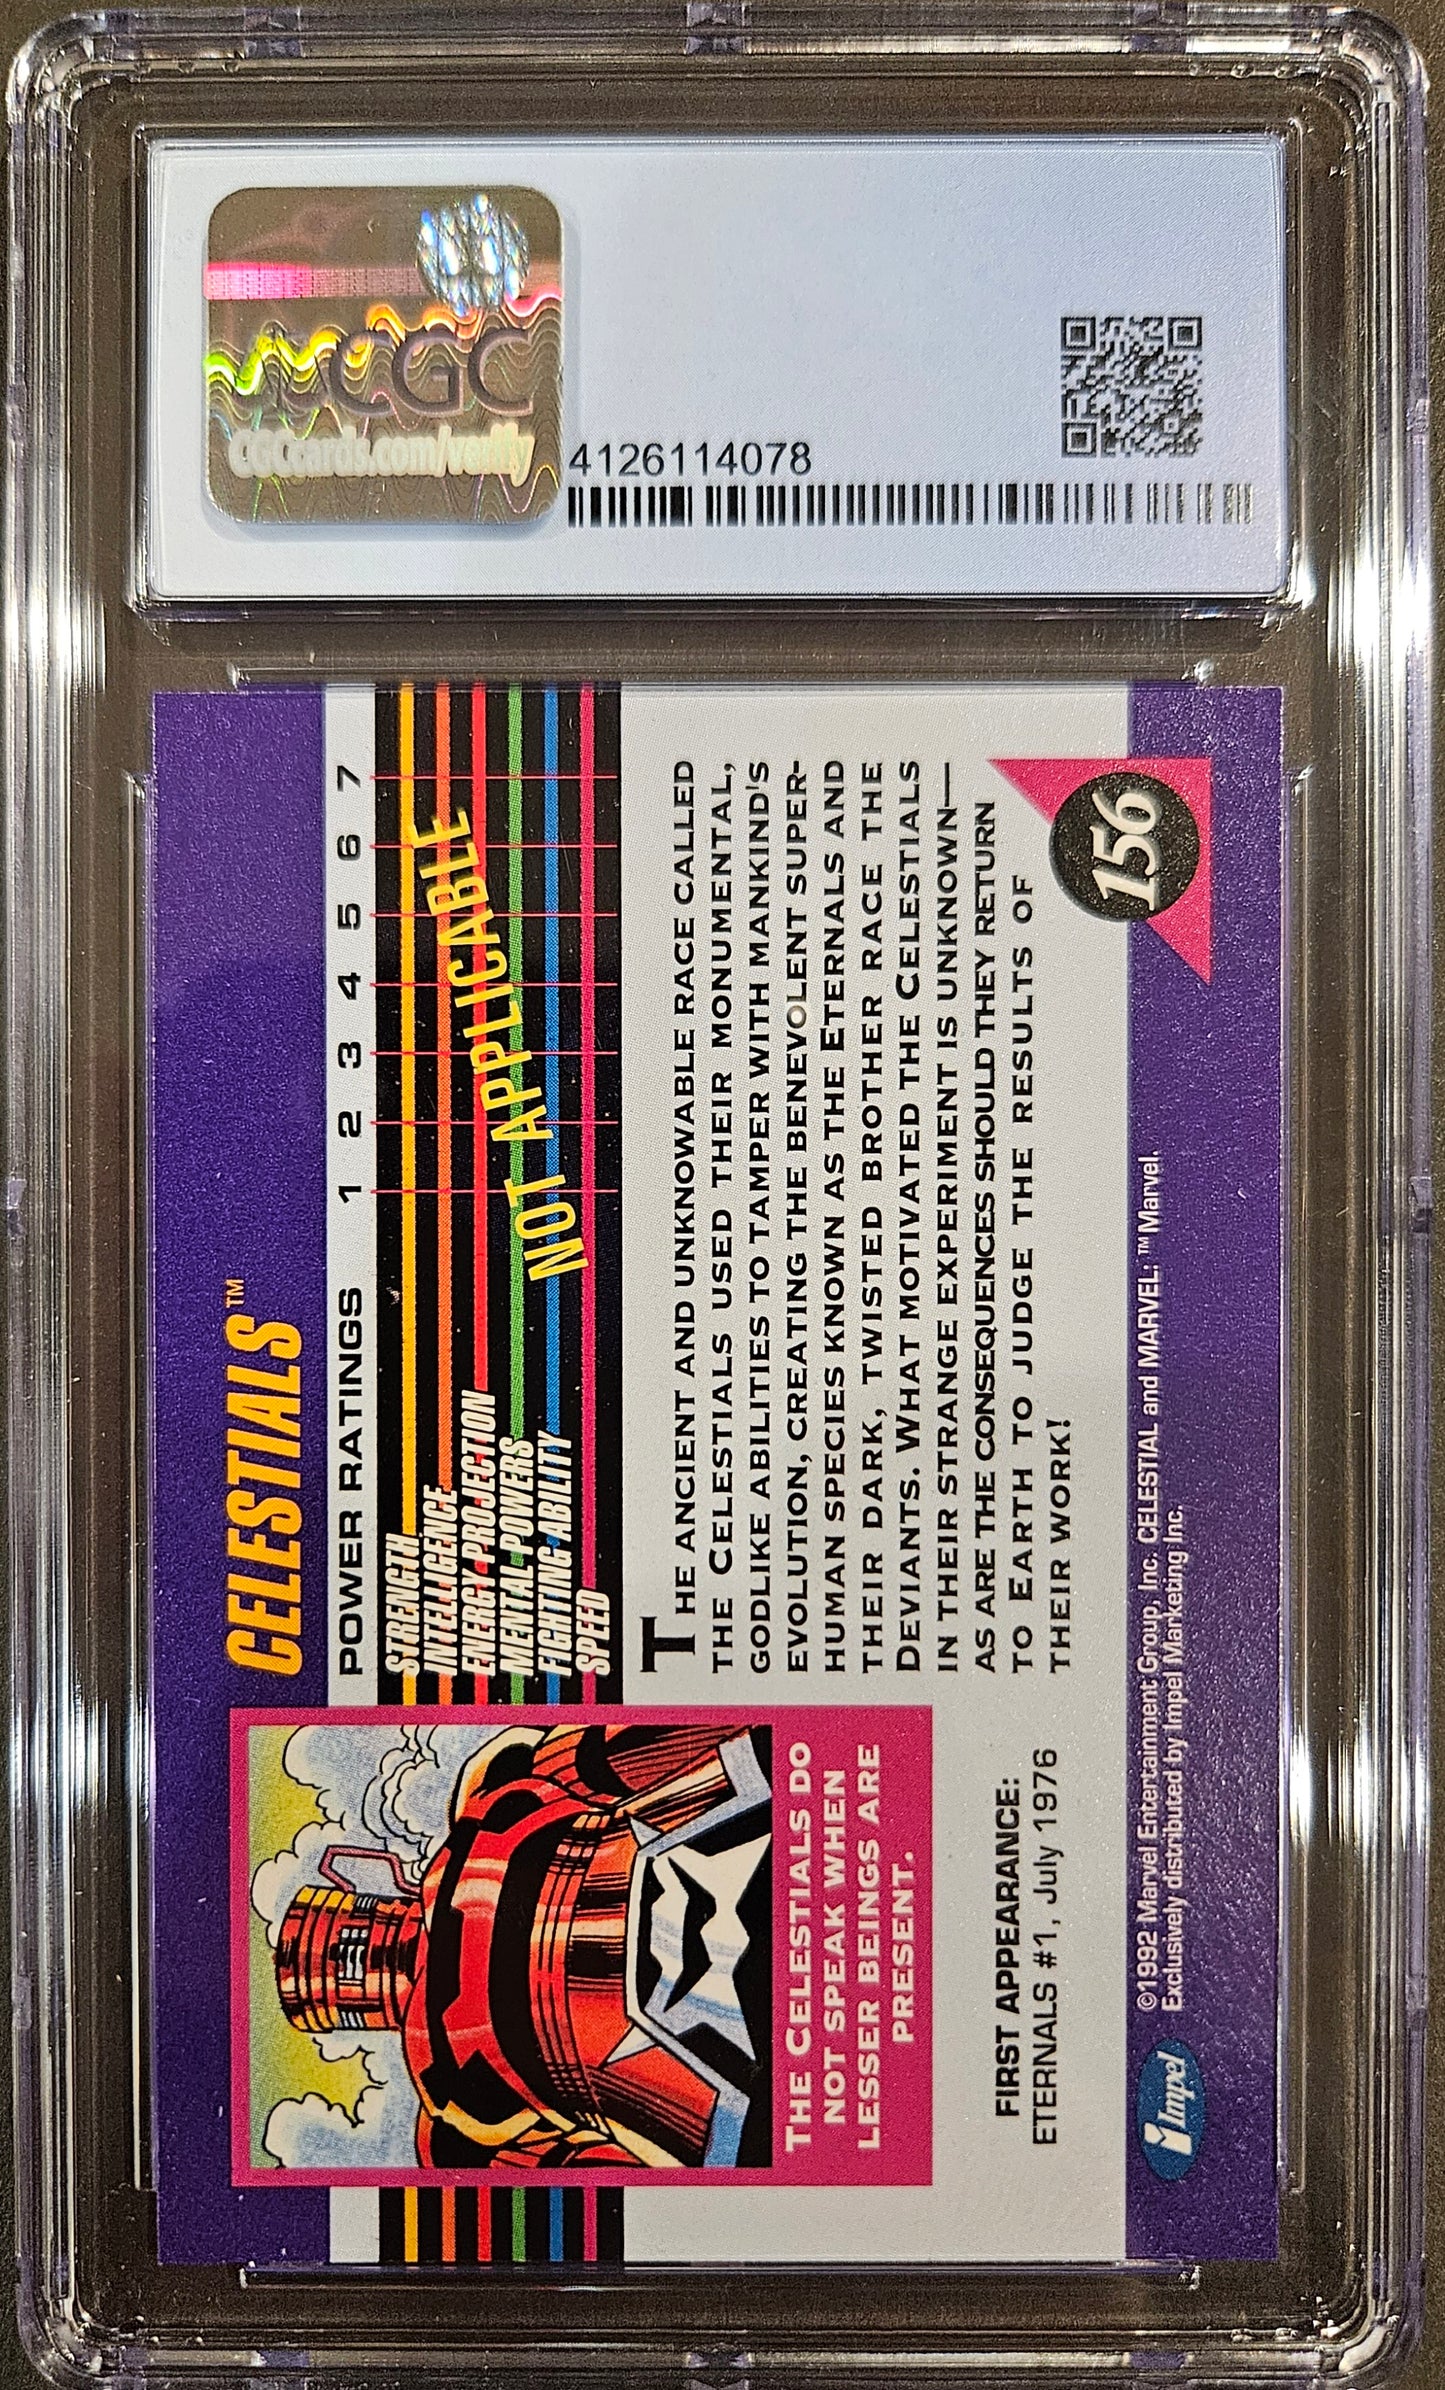 CGC
CGCcards.com/verify
4126114078
CELESTIALS™
POWER RATINGS 1 2 3 4 5 6 7
STRENGTH
INTELLIGENCE
ENERGY PROJECTION
MENTAL POWERS
FIGHTING ABILITY
SPEED
NOT APPLICABLE
THE CELESTIALS DO
NOT SPEAK WHEN
LESSER BEINGS ARE
PRESENT.
FIRST APPEARANCE:
ETERNALS #1, July 1976
THE ANCIENT AND UNKNOWABLE RACE CALLED
THE CELESTIALS USED THEIR MONUMENTAL,
GODLIKE ABILITIES TO TAMPER WITH MANKIND'S
EVOLUTION, CREATING THE BENEVOLENT SUPER-
HUMAN SPECIES KNOWN AS THE ETERNALS AND
THEIR DARK, TWISTED BROTHER RACE THE
DEVIANTS. WHAT MOTIVATED THE CELESTIALS
IN THEIR STRANGE EXPERIMENT IS UNKNOWN—
AS ARE THE CONSEQUENCES SHOULD THEY RETURN
TO EARTH TO JUDGE THE RESULTS OF
THEIR WORK!
156
Impel
©1992 Marvel Entertainment Group, Inc. CELESTIAL and MARVEL: ™Marvel.
Exclusively distributed by Impel Marketing Inc.